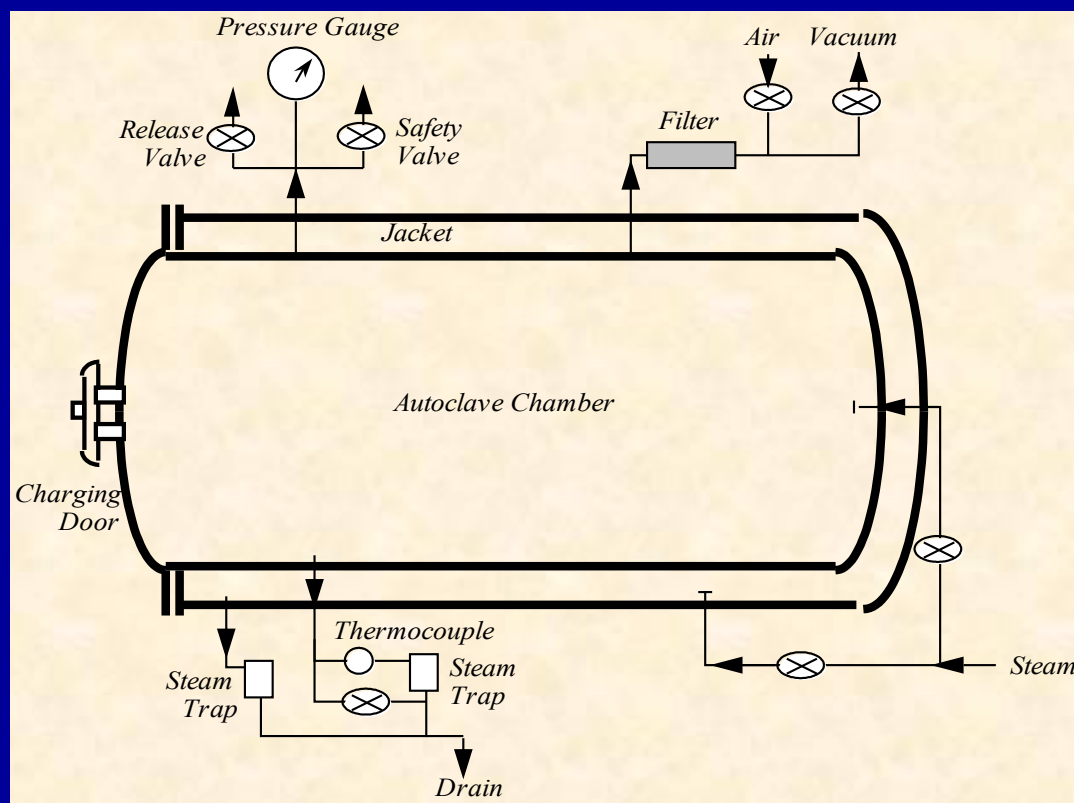 Pressure Gauge
Air
Vacuum
Release
Valve
Safety
Valve
Filter
Jacket
Autoclave Chamber
Charging
Door
Thermocouple
Steam
Trap
Steam
Trap
Steam
Drain